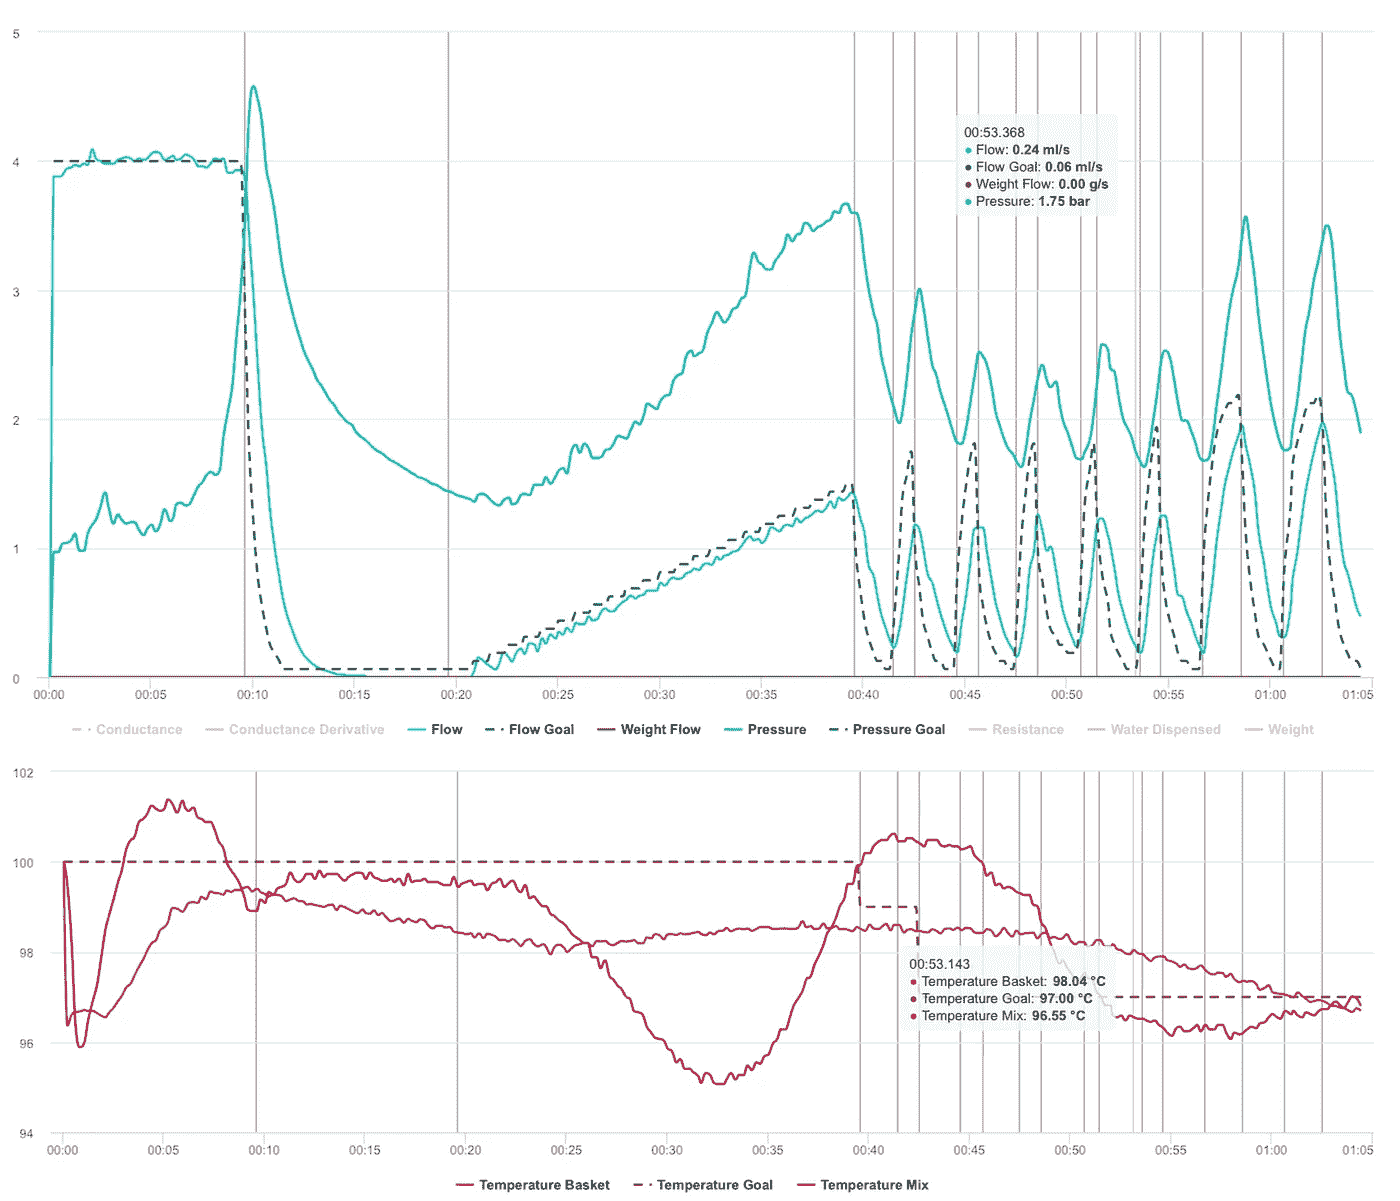 5
4
3
2
1
0
00:53.368
Flow: 0.24 ml/s
Flow Goal: 0.06 ml/s
Weight Flow: 0.00 g/s
Pressure: 1.75 bar
00:00 00:05 00:10 00:15 00:20 00:25 00:30 00:35 00:40 00:45 00:50 00:55 01:00 01:05
Conductance Conductance Derivative Flow Flow Goal Weight Flow Pressure Pressure Goal Resistance Water Dispensed Weight
102
100
98
96
94
00:53.143
Temperature Basket: 98.04 °C
Temperature Goal: 97.00 °C
Temperature Mix: 96.55 °C
00:00 00:05 00:10 00:15 00:20 00:25 00:30 00:35 00:40 00:45 00:50 00:55 01:00 01:05
Temperature Basket Temperature Goal Temperature Mix